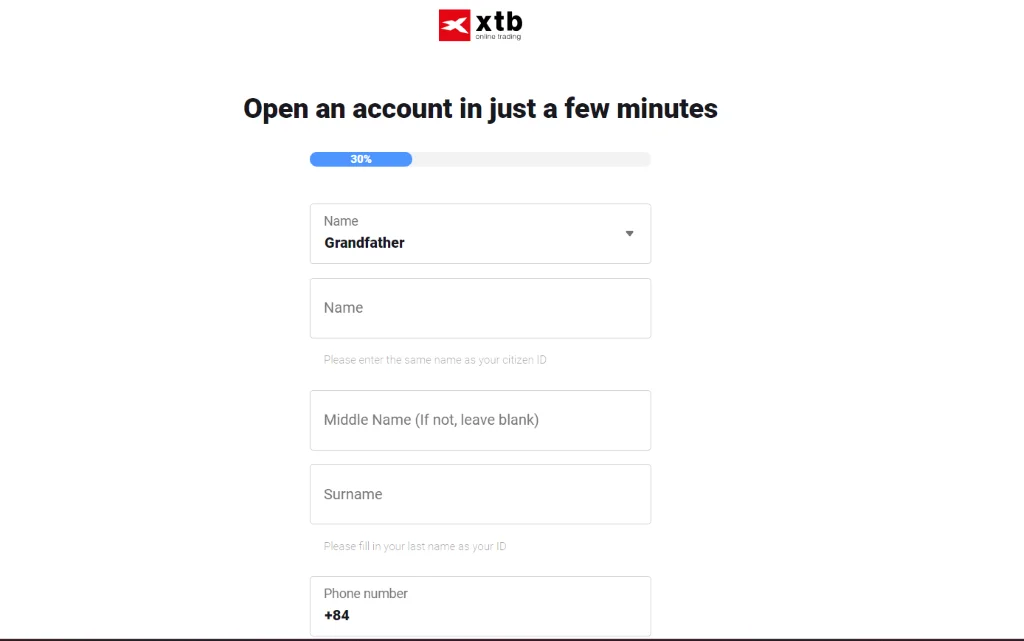 xtb
online trading
Open an account in just a few minutes
30%
Name
Grandfather
Name
Please enter the same name as your citizen ID
Middle Name (If not, leave blank)
Surname
Please fill in your last name as your ID
Phone number
+84